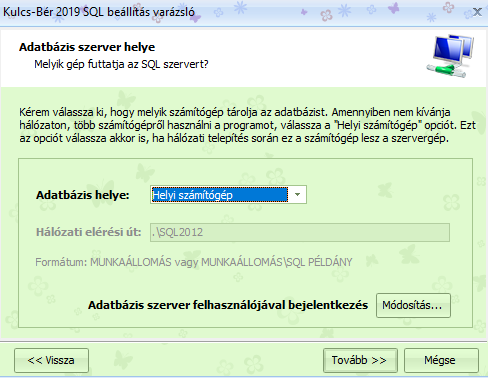 Kulcs-Bér 2019 SQL beállítás varázsló
Adatbázis szerver helye
Melyik gép futtatja az SQL szervert?
Kérem válassza ki, hogy melyik számítógép tárolja az adatbázist. Amennyiben nem kívánja
hálózaton, több számítógépről használni a programot, válassza a "Helyi számítógép" opciót. Ezt
az opciót válassza akkor is, ha hálózati telepítés során ez a számítógép lesz a szervergép.
Adatbázis helye: Helyi számítógép
Hálózati elérési út: .\SQL2012
Formátum: MUNKAÁLLOMÁS vagy MUNKAÁLLOMÁS\SQL PÉLDÁNY
Adatbázis szerver felhasználójával bejelentkezés Módosítás...
<< Vissza Tovább >> Mégse